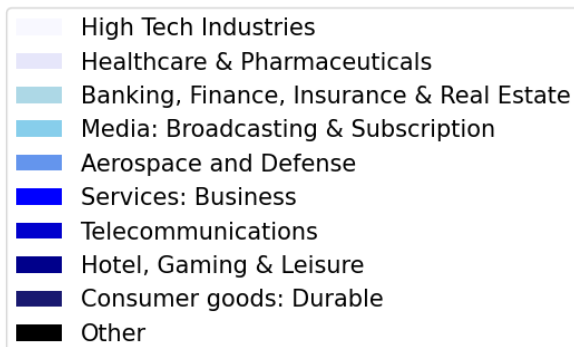 High Tech Industries
Healthcare & Pharmaceuticals
Banking, Finance, Insurance & Real Estate
Media: Broadcasting & Subscription
Aerospace and Defense
Services: Business
Telecommunications
Hotel, Gaming & Leisure
Consumer goods: Durable
Other